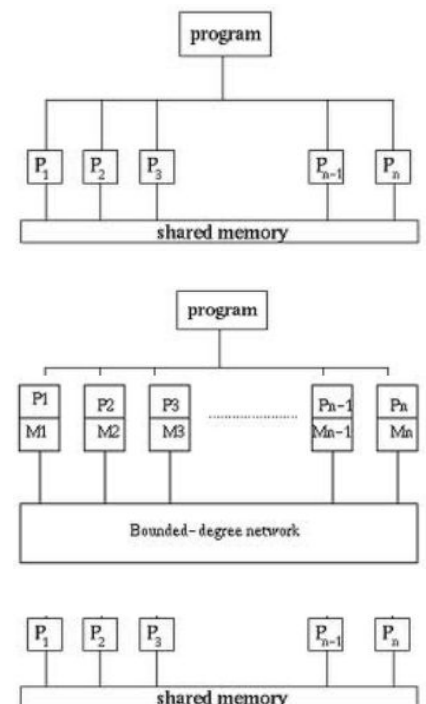 program
P1 P2 P3 Pn-1 Pn
shared memory
program
P1 P2 P3 Pn-1 Pn
M1 M2 M3 Mn-1 Mn
Bounded-degree network
P1 P2 P3 Pn-1 Pn
shared memory